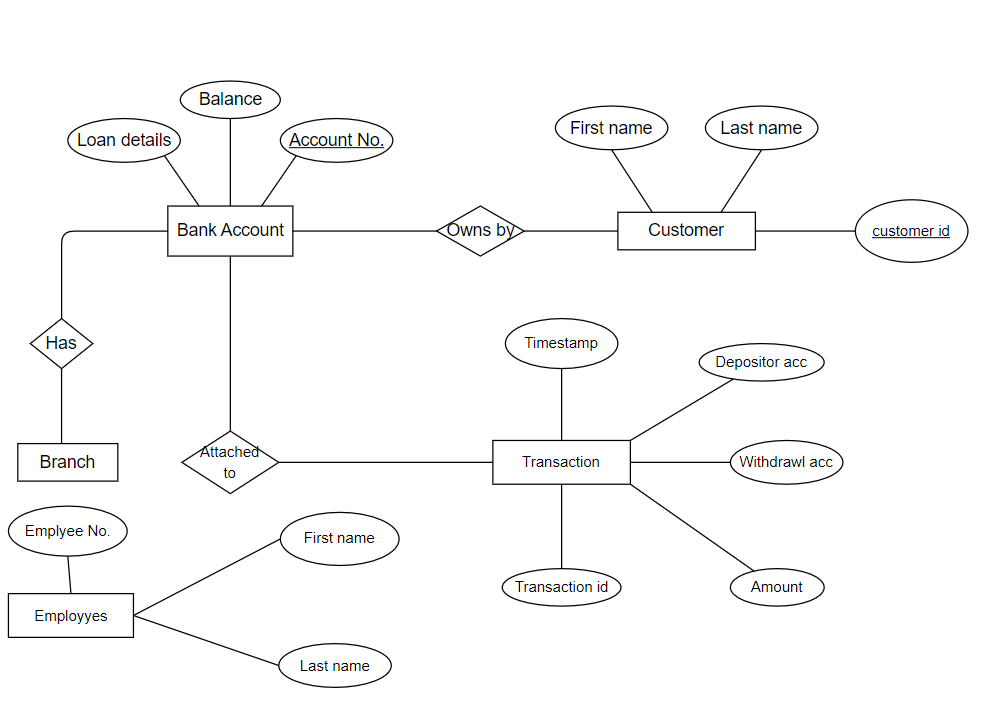 Balance
Loan details
Account No.
First name
Last name
Bank Account
Owns by
Customer
customer id
Has
Timestamp
Depositor acc
Branch
Attached
to
Transaction
Withdrawl acc
Emplyee No.
First name
Transaction id
Amount
Employyes
Last name